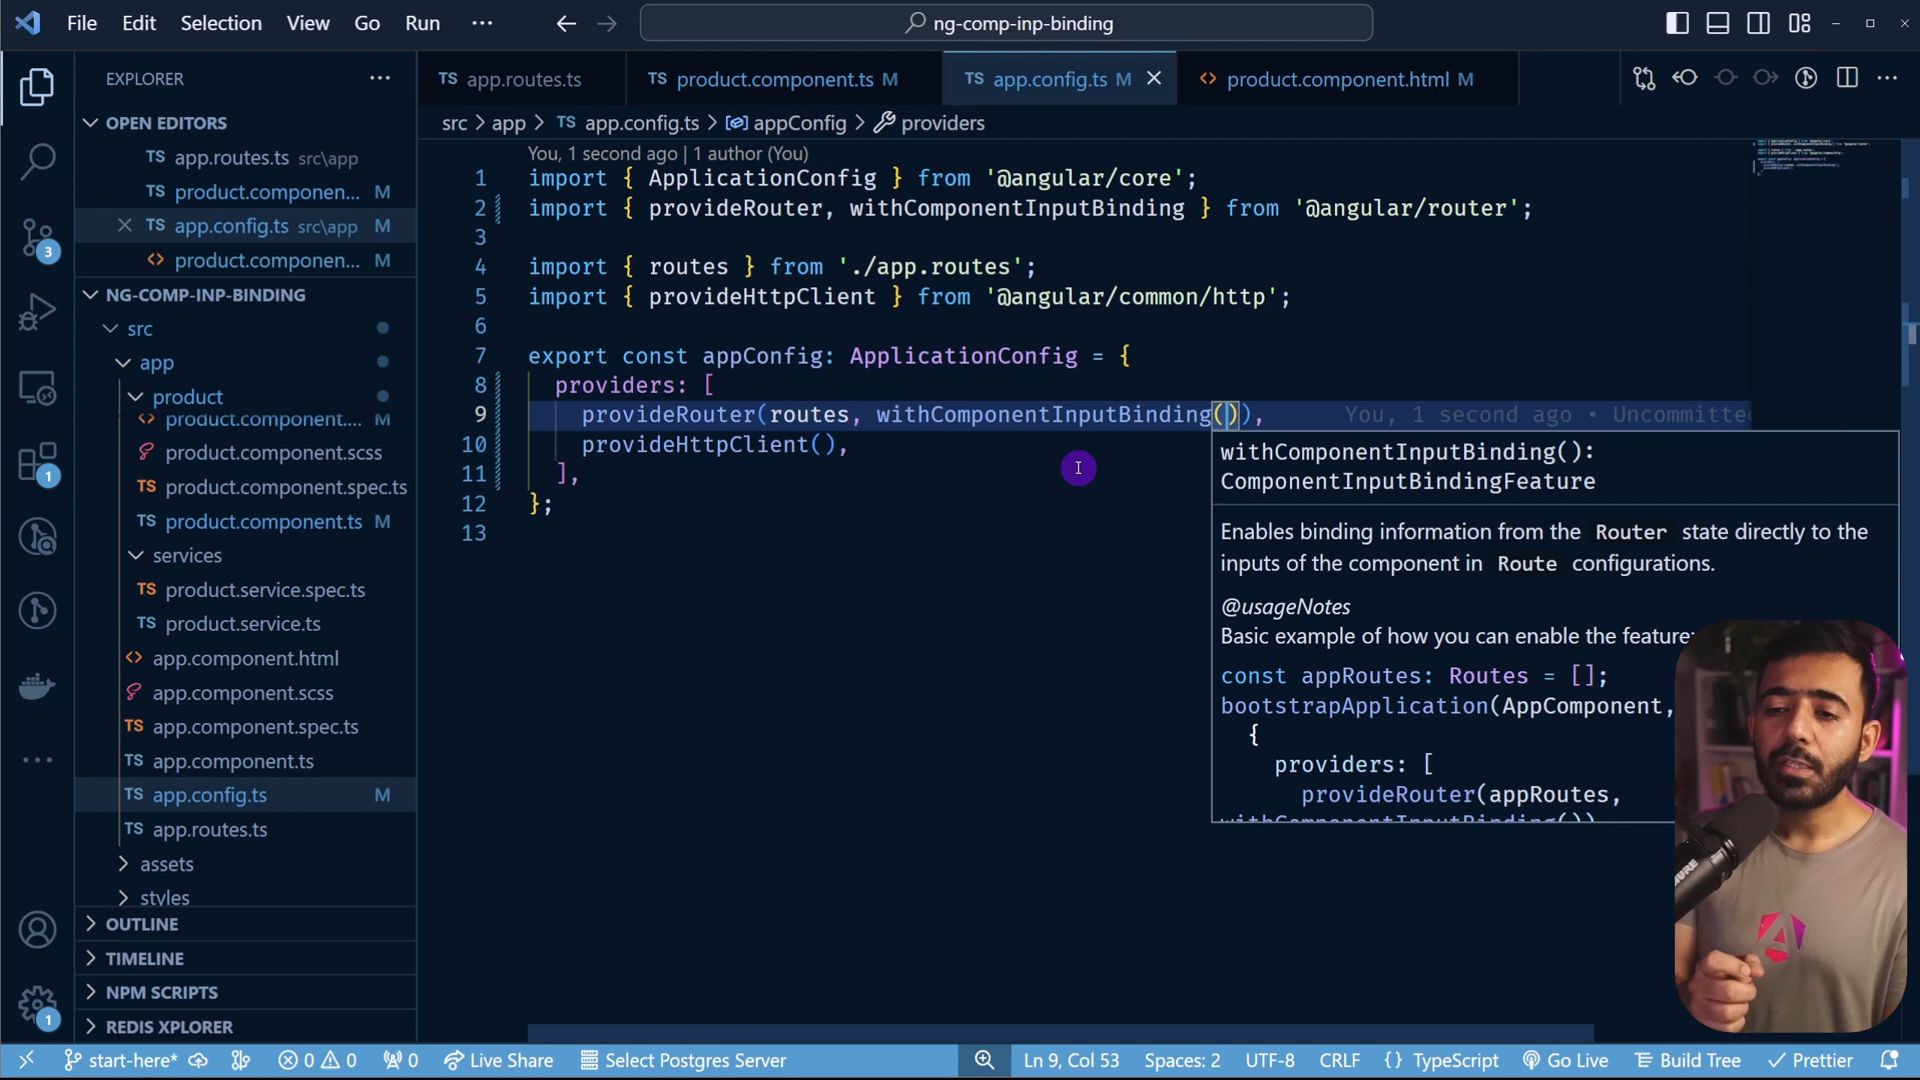 File Edit Selection View Go Run ··· ng-comp-inp-binding
EXPLORER
TS app.routes.ts TS product.component.ts M TS app.config.ts M <> product.component.html M
OPEN EDITORS
TS app.routes.ts src\app
TS product.componen... M
TS app.config.ts src\app M
<> product.componen... M
NG-COMP-INP-BINDING
src
app
product
product.component.... M
product.component.scss
TS product.component.spec.ts
TS product.component.ts M
services
TS product.service.spec.ts
TS product.service.ts
<> app.component.html
app.component.scss
TS app.component.spec.ts
TS app.component.ts
TS app.config.ts M
TS app.routes.ts
assets
styles
OUTLINE
TIMELINE
NPM SCRIPTS
REDIS XPLORER
3
1
1
src > app > TS app.config.ts > appConfig > providers
You, 1 second ago | 1 author (You)
1 import { ApplicationConfig } from '@angular/core';
2 import { provideRouter, withComponentInputBinding } from '@angular/router';
3
4 import { routes } from './app.routes';
5 import { provideHttpClient } from '@angular/common/http';
6
7 export const appConfig: ApplicationConfig = {
8 providers: [
9 provideRouter(routes, withComponentInputBinding()), You, 1 second ago • Uncommitte
10 provideHttpClient(),
11 ],
12 };
13
withComponentInputBinding():
ComponentInputBindingFeature
Enables binding information from the Router state directly to the
inputs of the component in Route configurations.
@usageNotes
Basic example of how you can enable the feature:
const appRoutes: Routes = [];
bootstrapApplication(AppComponent,
{
providers: [
provideRouter(appRoutes,
withComponentInputBinding())
SHURE
start-here* 0 0 0 Live Share Select Postgres Server Ln 9, Col 53 Spaces: 2 UTF-8 CRLF {} TypeScript Go Live Build Tree Prettier